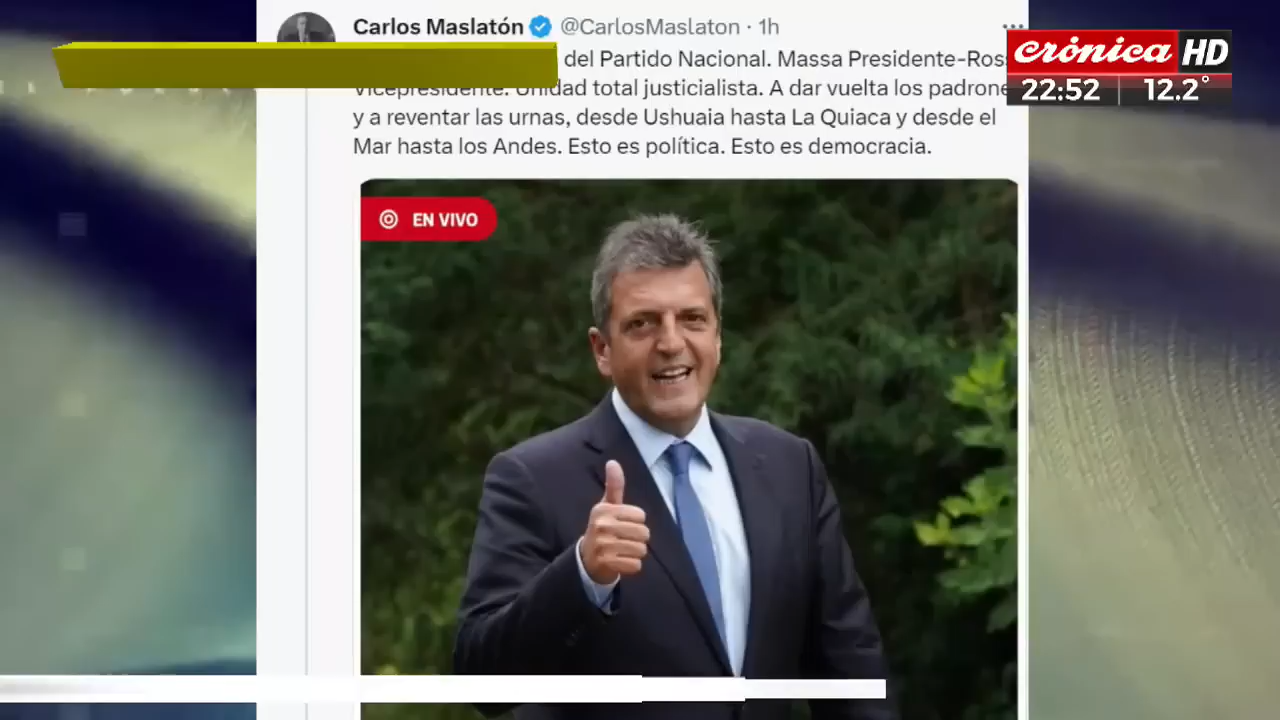 Carlos Maslatón @CarlosMaslaton · 1h
del Partido Nacional. Massa Presidente-Ros
Vicepresidente. Unidad total justicialista. A dar vuelta los padrone
y a reventar las urnas, desde Ushuaia hasta La Quiaca y desde el
Mar hasta los Andes. Esto es política. Esto es democracia.
crónica HD
22:52 12.2°
EN VIVO